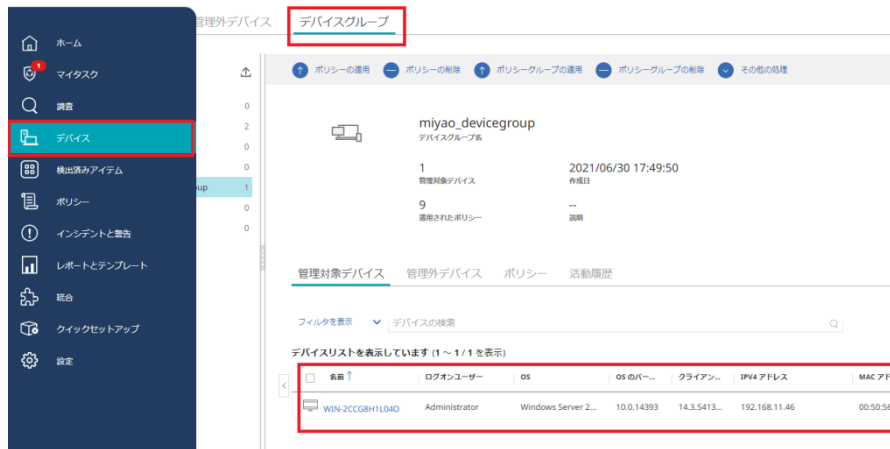 管理外デバイス デバイスグループ
ホーム
1
マイタスク
調査
デバイス
検出済みアイテム
ポリシー
インシデントと警告
レポートとテンプレート
統合
クイックセットアップ
設定
0
2
0
0
oup 1
0
0
ポリシーの適用 ポリシーの削除 ポリシーグループの適用 ポリシーグループの削除 その他の処理
miyao_devicegroup
デバイスグループ名
1 2021/06/30 17:49:50
管理対象デバイス 作成日
9 --
適用されたポリシー 説明
管理対象デバイス 管理外デバイス ポリシー 活動履歴
フィルタを表示 デバイスの検索
デバイスリストを表示しています (1 ~ 1 / 1 を表示)
名前↑ ログオンユーザー OS OS のバー... クライアン... IPV4 アドレス MAC アド
WIN-2CCG8H1L04O Administrator Windows Server 2... 10.0.14393 14.3.5413... 192.168.11.46 00:50:56